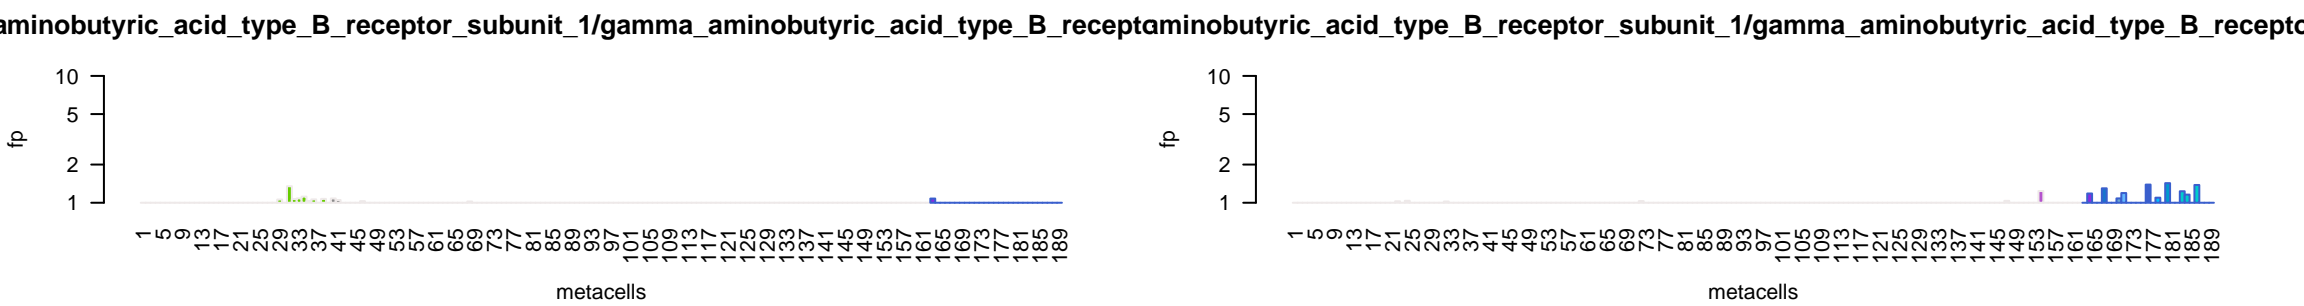 aminobutyric_acid_type_B_receptor_subunit_1/gamma_aminobutyric_acid_type_B_recepto
aminobutyric_acid_type_B_receptor_subunit_1/gamma_aminobutyric_acid_type_B_recepto
fp
10
5
2
1
1 5 9 13 17 21 25 29 33 37 41 45 49 53 57 61 65 69 73 77 81 85 89 93 97 101 105 109 113 117 121 125 129 133 137 141 145 149 153 157 161 165 169 173 177 181 185 189
metacells
fp
10
5
2
1
1 5 9 13 17 21 25 29 33 37 41 45 49 53 57 61 65 69 73 77 81 85 89 93 97 101 105 109 113 117 121 125 129 133 137 141 145 149 153 157 161 165 169 173 177 181 185 189
metacells